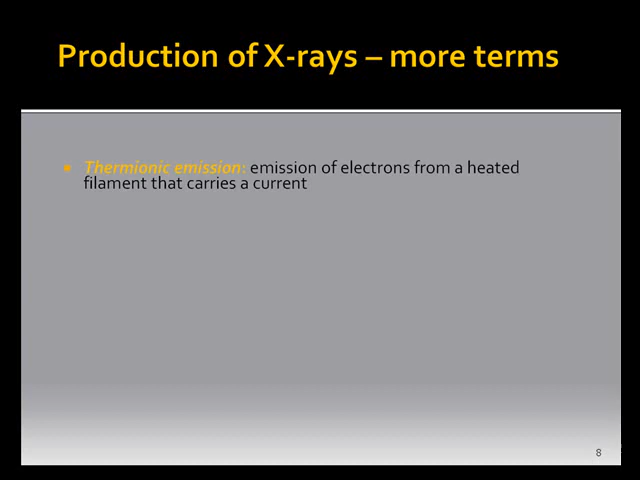 Production of X-rays – more terms
Thermionic emission: emission of electrons from a heated
filament that carries a current
8